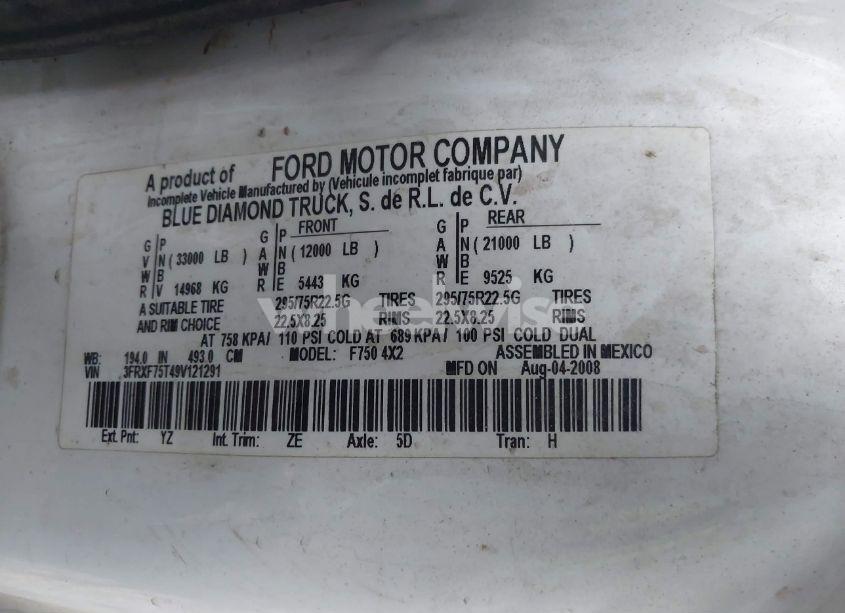 A product of FORD MOTOR COMPANY
Incomplete Vehicle Manufactured by (Vehicule incomplet fabrique par)
BLUE DIAMOND TRUCK, S. de R.L. de C.V.
FRONT REAR
G P G P G P
V N ( 33000 LB ) A N ( 12000 LB ) A N ( 21000 LB )
W B W B W B
R V 14968 KG R E 5443 KG R E 9525 KG
A SUITABLE TIRE 295/75R22.5G TIRES 295/75R22.5G TIRES
AND RIM CHOICE 22.5X8.25 RIMS 22.5X8.25 RIMS
AT 758 KPA/ 110 PSI COLD AT 689 KPA/ 100 PSI COLD DUAL
WB: 194.0 IN 493.0 CM MODEL: F750 4X2 ASSEMBLED IN MEXICO
VIN 3FRXF75T49V121291 MFD ON Aug-04-2008
Ext. Pnt: YZ Int. Trim: ZE Axle: 5D Tran: H